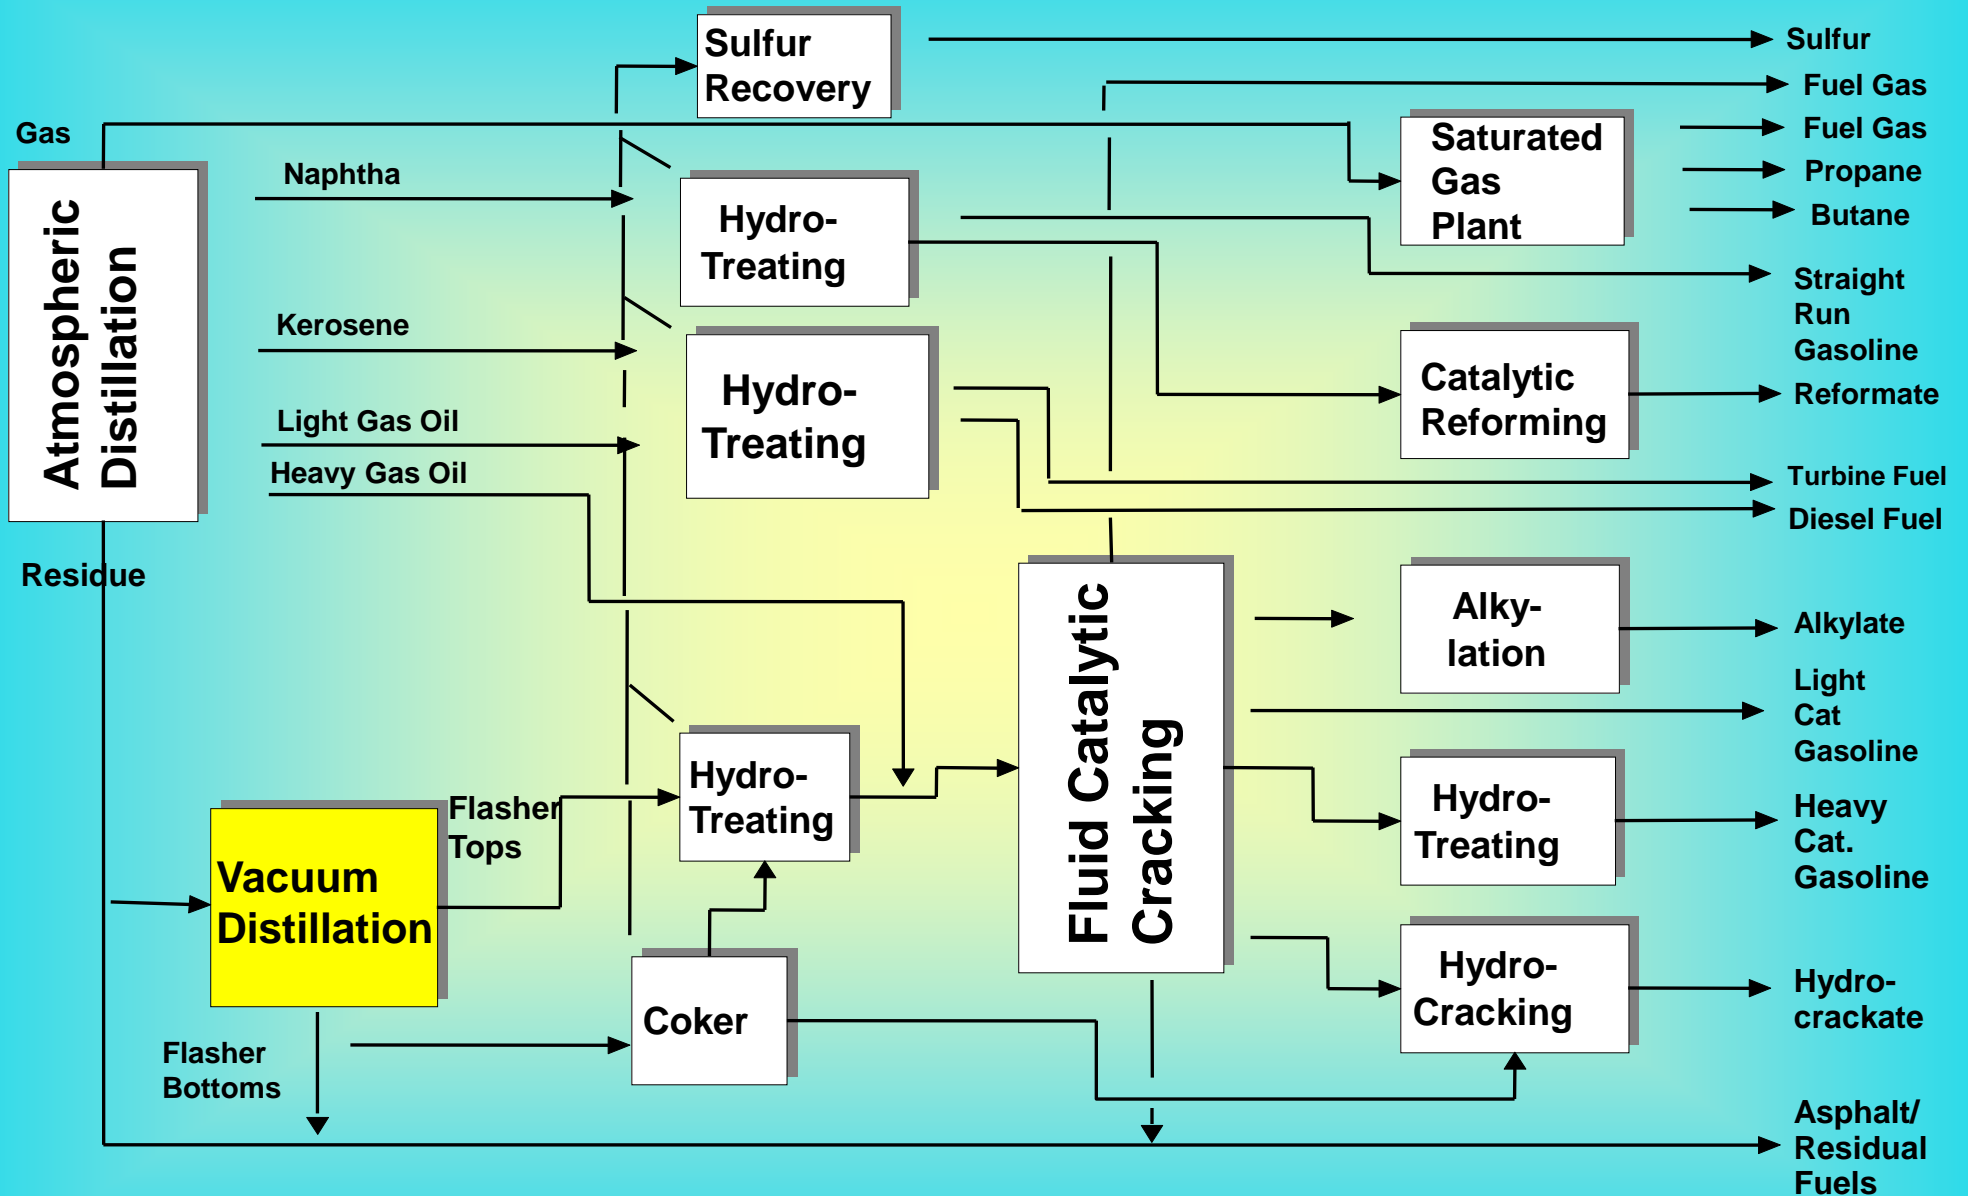 Sulfur
Recovery
Sulfur
Fuel Gas
Gas
Saturated
Gas
Plant
Fuel Gas
Propane
Butane
Naphtha
Atmospheric
Distillation
Hydro-
Treating
Straight
Run
Gasoline
Kerosene
Hydro-
Treating
Catalytic
Reforming
Reformate
Light Gas Oil
Heavy Gas Oil
Turbine Fuel
Diesel Fuel
Residue
Fluid Catalytic
Cracking
Alky-
lation
Alkylate
Light
Cat
Gasoline
Hydro-
Treating
Flasher
Tops
Hydro-
Treating
Heavy
Cat.
Gasoline
Vacuum
Distillation
Coker
Hydro-
Cracking
Hydro-
crackate
Flasher
Bottoms
Asphalt/
Residual
Fuels